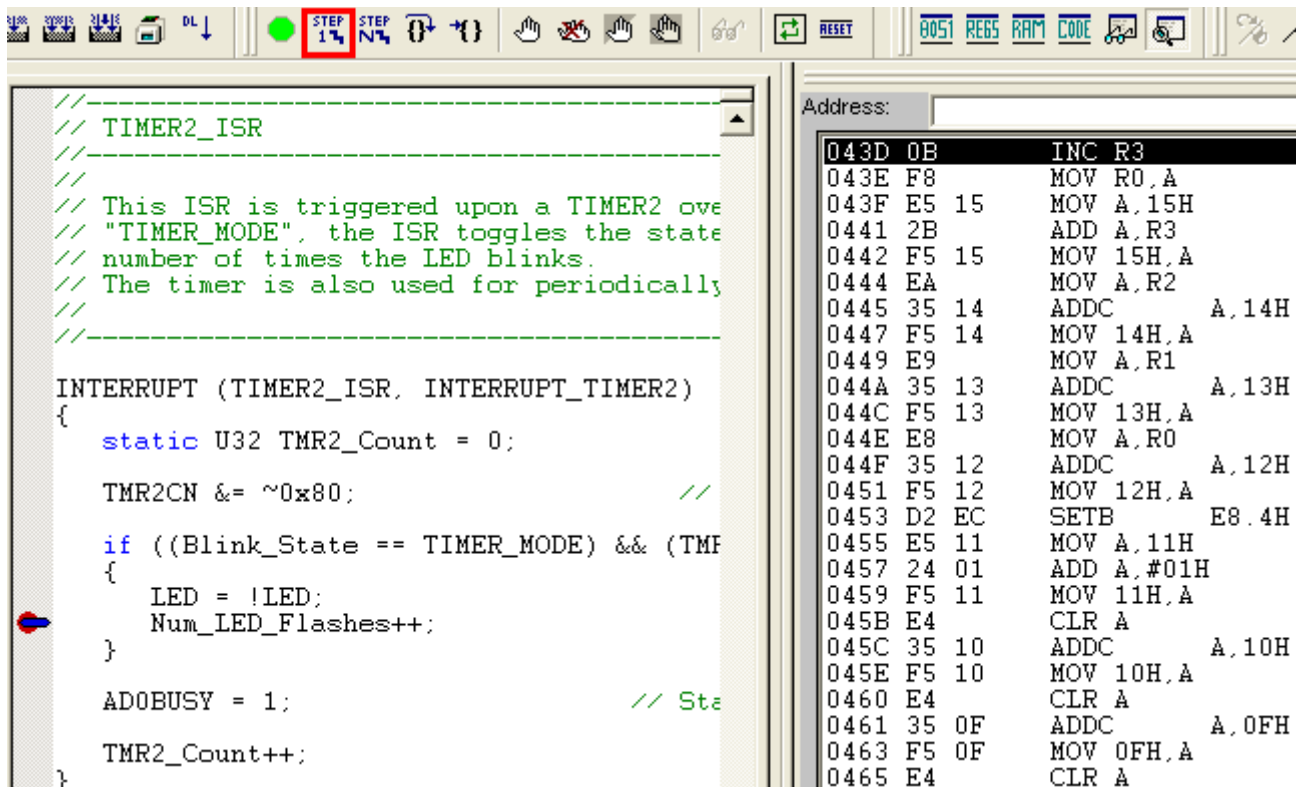 DL
STEP 1
STEP N
RESET
8051
REGS
RAM
CODE
//----------------------------------------
// TIMER2_ISR
//----------------------------------------
//
// This ISR is triggered upon a TIMER2 ove
// "TIMER_MODE", the ISR toggles the state
// number of times the LED blinks.
// The timer is also used for periodically
//
//----------------------------------------
INTERRUPT (TIMER2_ISR, INTERRUPT_TIMER2)
{
static U32 TMR2_Count = 0;
TMR2CN &= ~0x80; //
if ((Blink_State == TIMER_MODE) && (TMR
{
LED = !LED;
Num_LED_Flashes++;
}
AD0BUSY = 1; // Sta
TMR2_Count++;
}
Address:
043D 0B INC R3
043E F8 MOV R0,A
043F E5 15 MOV A,15H
0441 2B ADD A,R3
0442 F5 15 MOV 15H,A
0444 EA MOV A,R2
0445 35 14 ADDC A,14H
0447 F5 14 MOV 14H,A
0449 E9 MOV A,R1
044A 35 13 ADDC A,13H
044C F5 13 MOV 13H,A
044E E8 MOV A,R0
044F 35 12 ADDC A,12H
0451 F5 12 MOV 12H,A
0453 D2 EC SETB E8.4H
0455 E5 11 MOV A,11H
0457 24 01 ADD A,#01H
0459 F5 11 MOV 11H,A
045B E4 CLR A
045C 35 10 ADDC A,10H
045E F5 10 MOV 10H,A
0460 E4 CLR A
0461 35 0F ADDC A,0FH
0463 F5 0F MOV 0FH,A
0465 E4 CLR A